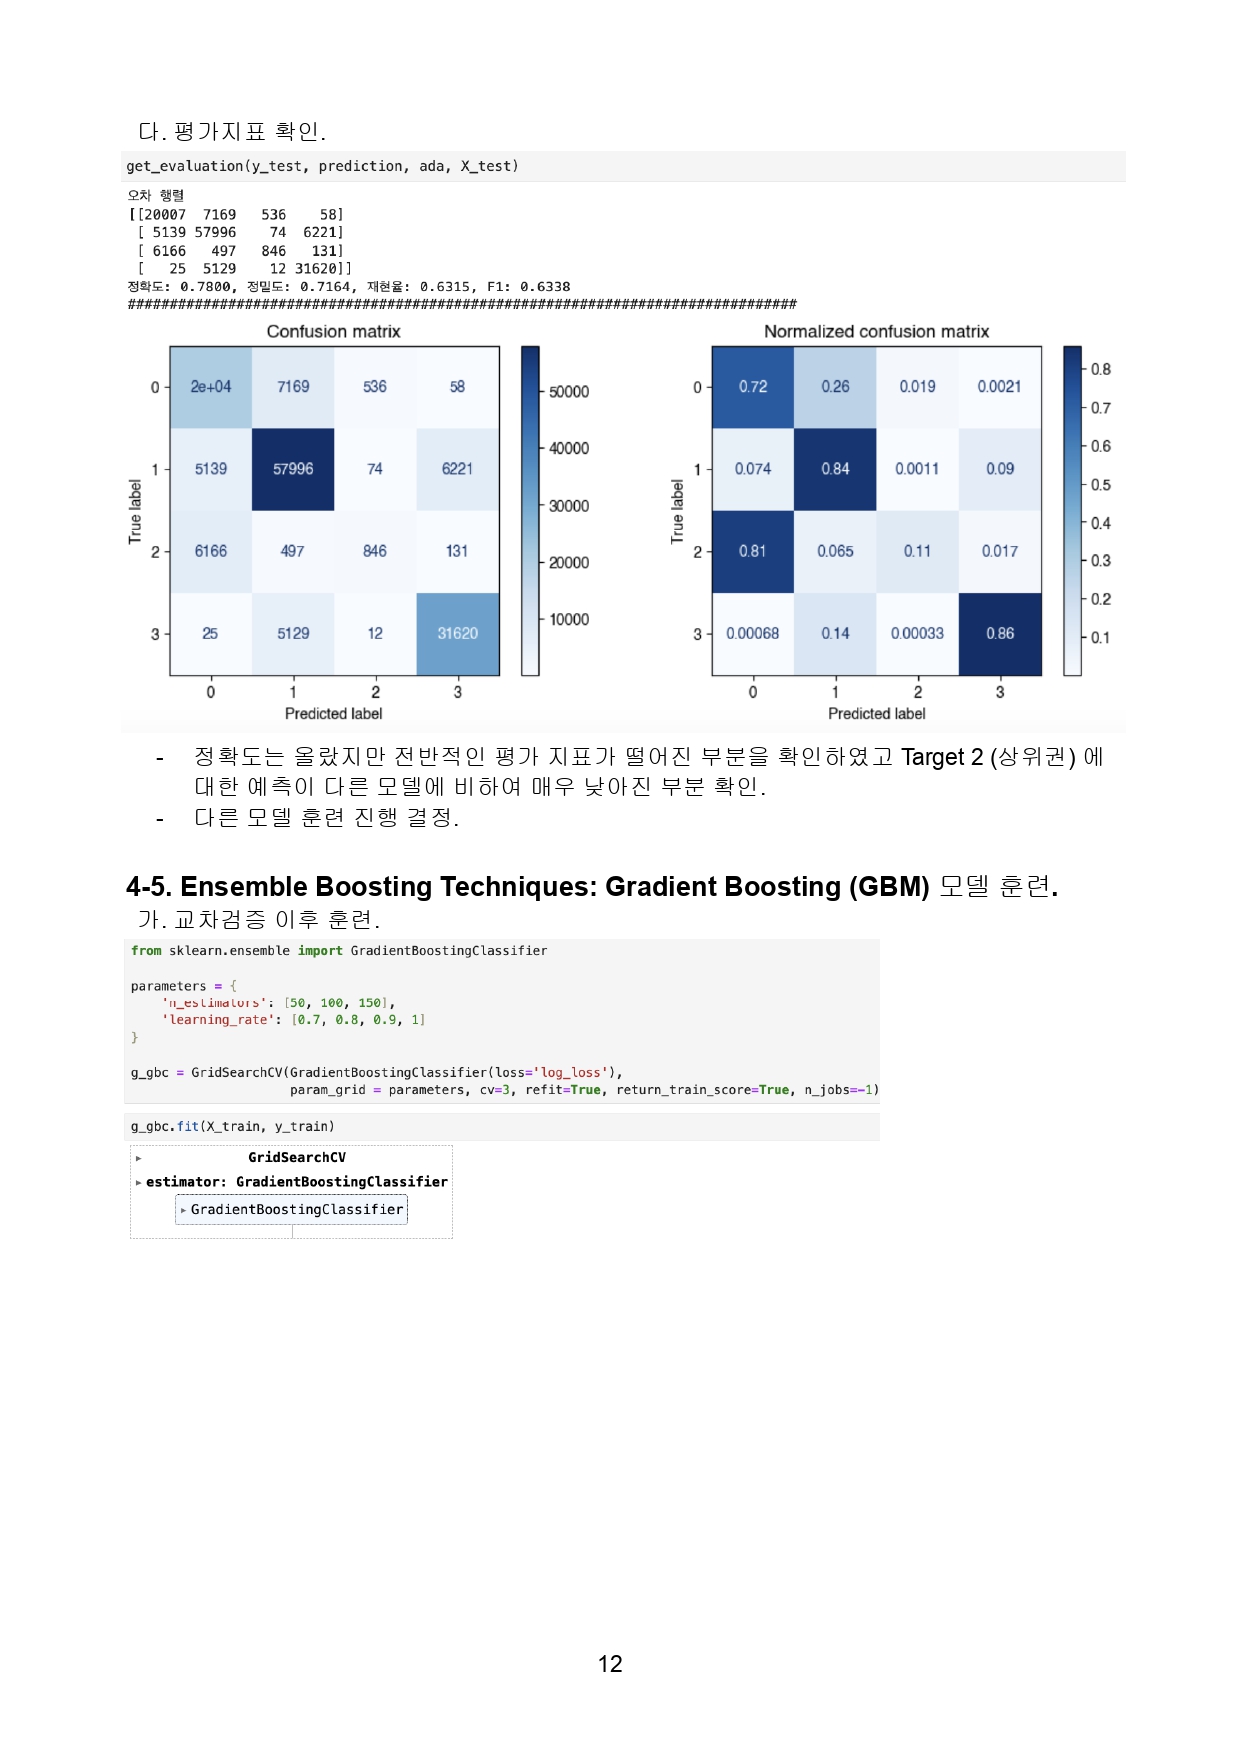 다. 평가지표 확인.
get_evaluation(y_test, prediction, ada, X_test)
오차 행렬
[[20007  7169   536    58]
 [ 5139 57996    74  6221]
 [ 6166   497   846   131]
 [   25  5129    12 31620]]
정확도: 0.7800, 정밀도: 0.7164, 재현율: 0.6315, F1: 0.6338
################################################################################
Confusion matrix
0 2e+04 7169 536 58
1 5139 57996 74 6221
2 6166 497 846 131
3 25 5129 12 31620
0 1 2 3
Predicted label
True label
50000
40000
30000
20000
10000
Normalized confusion matrix
0 0.72 0.26 0.019 0.0021
1 0.074 0.84 0.0011 0.09
2 0.81 0.065 0.11 0.017
3 0.00068 0.14 0.00033 0.86
0 1 2 3
Predicted label
True label
0.8
0.7
0.6
0.5
0.4
0.3
0.2
0.1
- 정확도는 올랐지만 전반적인 평가 지표가 떨어진 부분을 확인하였고 Target 2 (상위권) 에
대한 예측이 다른 모델에 비하여 매우 낮아진 부분 확인.
- 다른 모델 훈련 진행 결정.
4-5. Ensemble Boosting Techniques: Gradient Boosting (GBM) 모델 훈련.
가. 교차검증 이후 훈련.
from sklearn.ensemble import GradientBoostingClassifier
parameters = {
'n_estimators': [50, 100, 150],
'learning_rate': [0.7, 0.8, 0.9, 1]
}
g_gbc = GridSearchCV(GradientBoostingClassifier(loss='log_loss'),
param_grid = parameters, cv=3, refit=True, return_train_score=True, n_jobs=-1)
g_gbc.fit(X_train, y_train)
▸ GridSearchCV
▸ estimator: GradientBoostingClassifier
▸ GradientBoostingClassifier
12